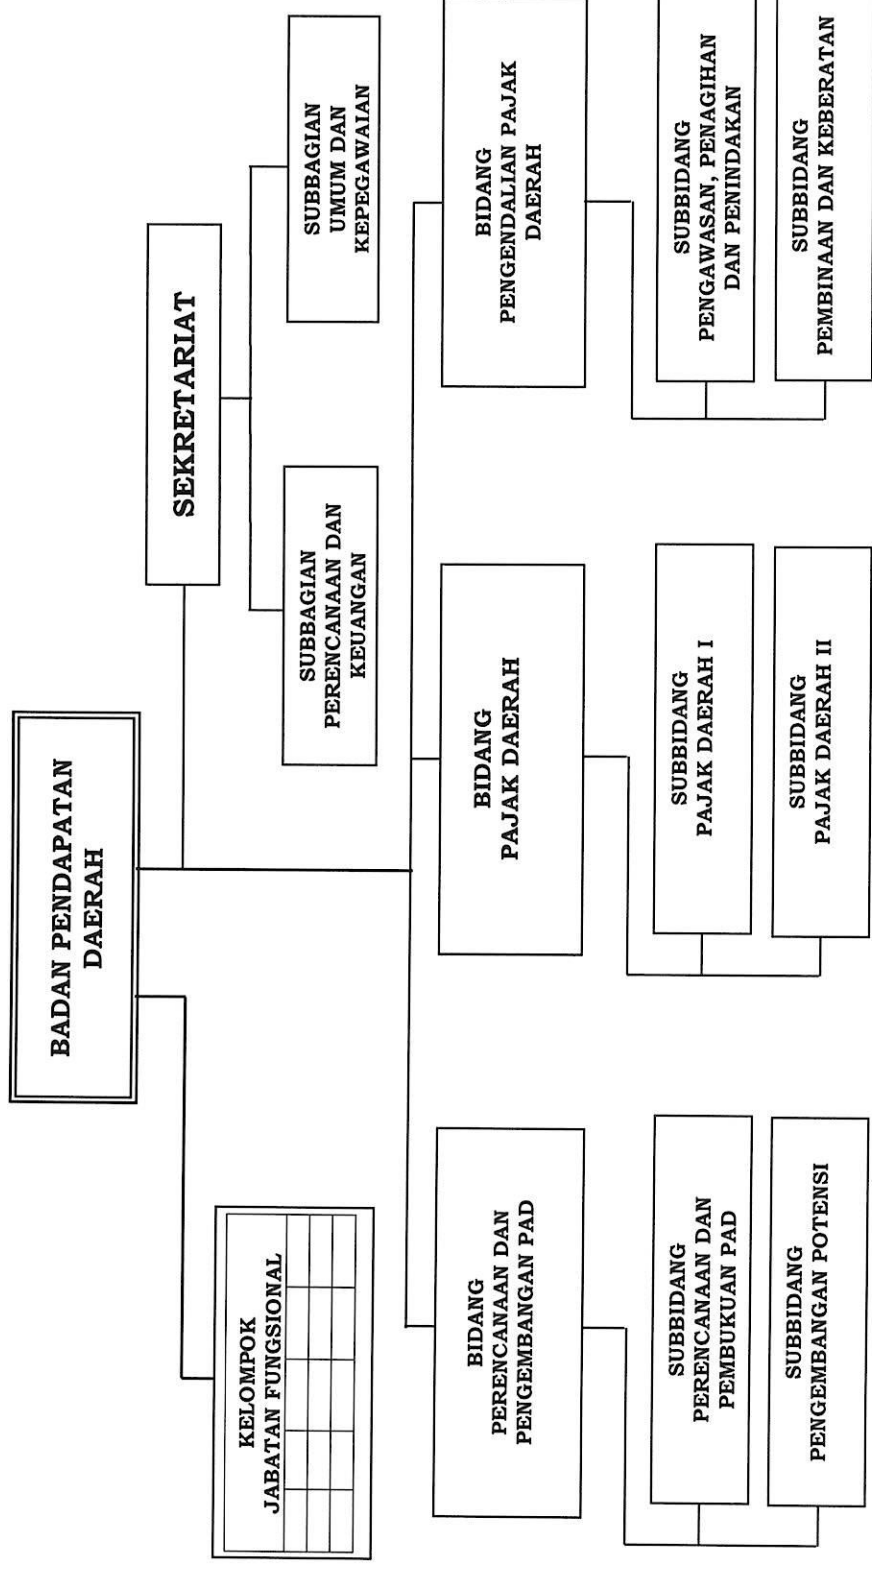 BADAN PENDAPATAN
DAERAH
SEKRETARIAT
KELOMPOK
JABATAN FUNGSIONAL
SUBBAGIAN
PERENCANAAN DAN
KEUANGAN
SUBBAGIAN
UMUM DAN
KEPEGAWAIAN
BIDANG
PERENCANAAN DAN
PENGEMBANGAN PAD
BIDANG
PAJAK DAERAH
BIDANG
PENGENDALIAN PAJAK
DAERAH
SUBBIDANG
PERENCANAAN DAN
PEMBUKUAN PAD
SUBBIDANG
PAJAK DAERAH I
SUBBIDANG
PENGAWASAN, PENAGIHAN
DAN PENINDAKAN
SUBBIDANG
PENGEMBANGAN POTENSI
SUBBIDANG
PAJAK DAERAH II
SUBBIDANG
PEMBINAAN DAN KEBERATAN